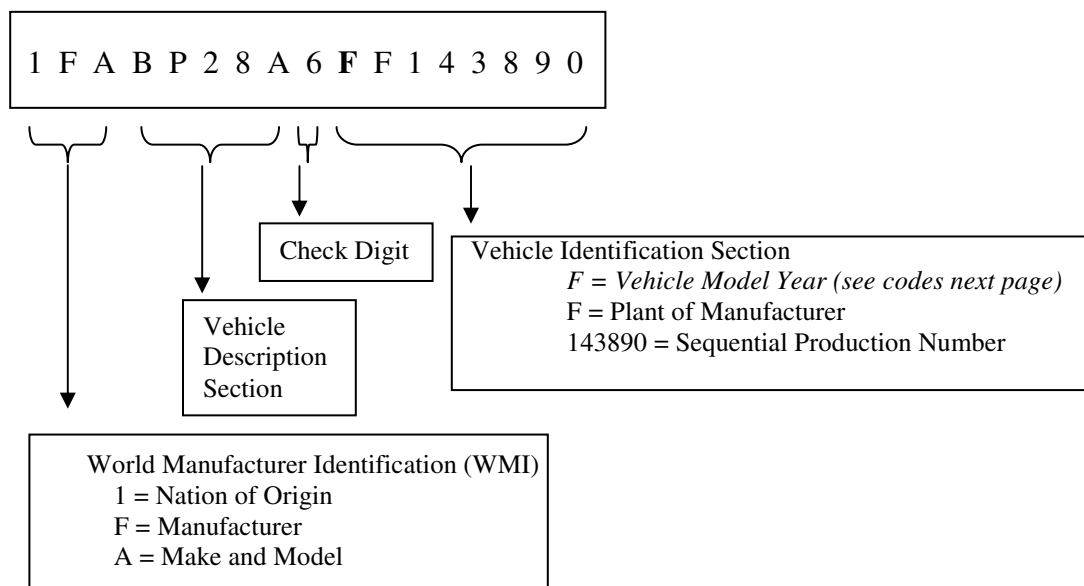 1 F A B P 2 8 A 6 F F 1 4 3 8 9 0
Check Digit
Vehicle Identification Section
F = Vehicle Model Year (see codes next page)
F = Plant of Manufacturer
143890 = Sequential Production Number
Vehicle
Description
Section
World Manufacturer Identification (WMI)
1 = Nation of Origin
F = Manufacturer
A = Make and Model